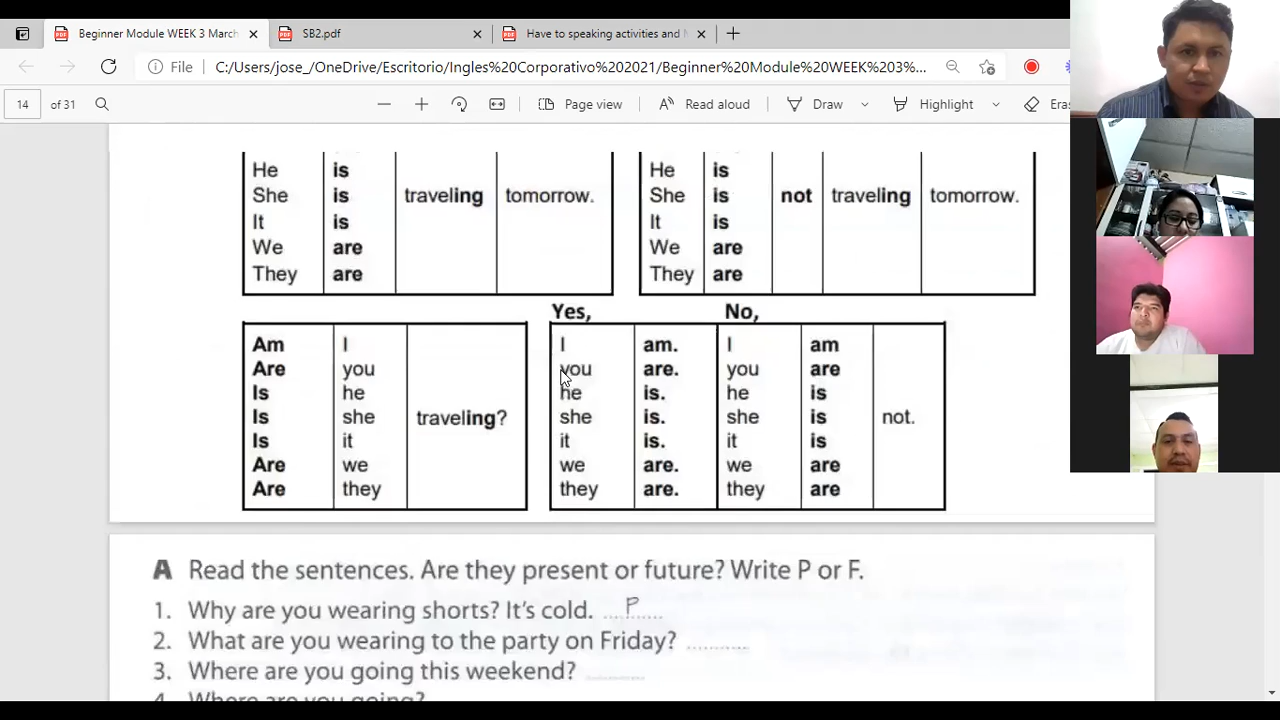 Beginner Module WEEK 3 March
SB2.pdf
Have to speaking activities and
File C:/Users/jose_/OneDrive/Escritorio/Ingles%20Corporativo%202021/Beginner%20Module%20WEEK%203%...
14 of 31 Page view Read aloud Draw Highlight Eras
He is
She is traveling tomorrow.
It is
We are
They are
He is
She is not traveling tomorrow.
It is
We are
They are
Yes, No,
Am I
Are you
Is he
Is she traveling?
Is it
Are we
Are they
I am. I am
you are. you are
he is. he is
she is. she is not.
it is. it is
we are. we are
they are. they are
A Read the sentences. Are they present or future? Write P or F.
1. Why are you wearing shorts? It's cold. ....P......
2. What are you wearing to the party on Friday? ...........
3. Where are you going this weekend? ...........
4. Where are you going?